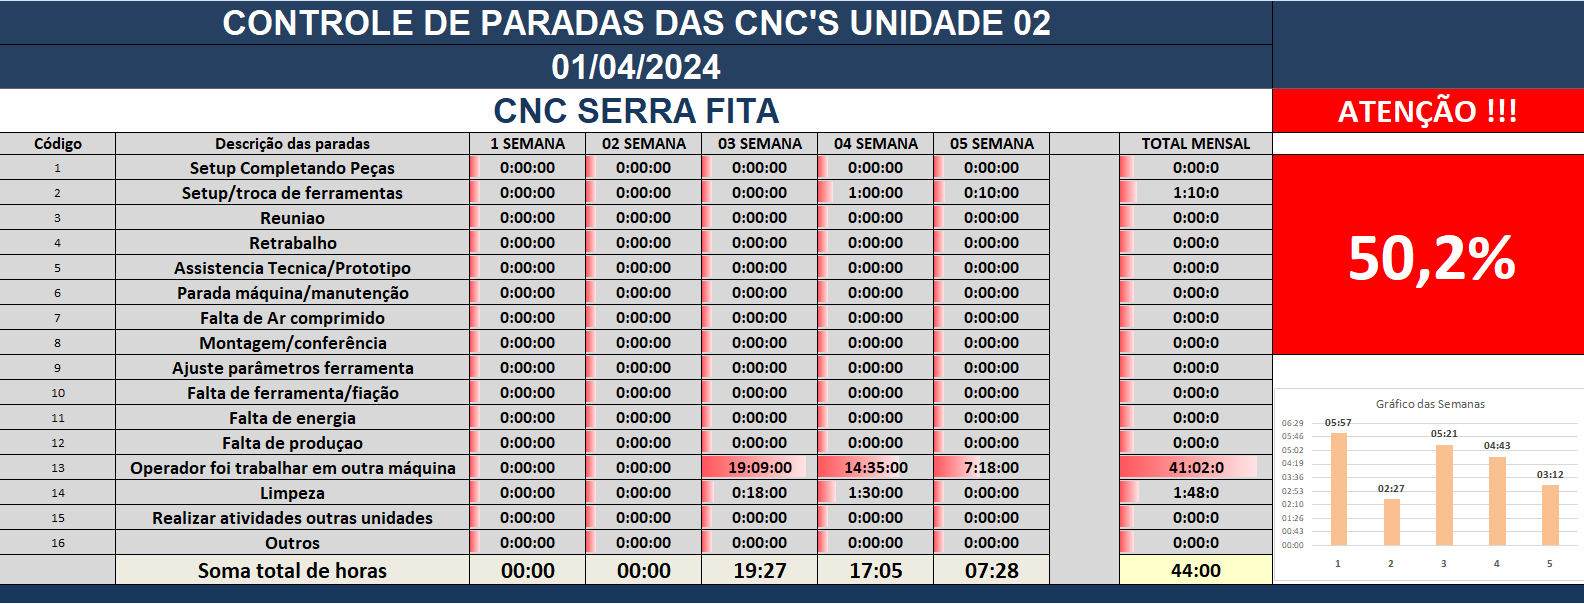 CONTROLE DE PARADAS DAS CNC'S UNIDADE 02
01/04/2024
CNC SERRA FITA
ATENÇÃO !!!
Código Descrição das paradas 1 SEMANA 02 SEMANA 03 SEMANA 04 SEMANA 05 SEMANA TOTAL MENSAL
1 Setup Completando Peças 0:00:00 0:00:00 0:00:00 0:00:00 0:00:00 0:00:0
2 Setup/troca de ferramentas 0:00:00 0:00:00 0:00:00 1:00:00 0:10:00 1:10:0
3 Reuniao 0:00:00 0:00:00 0:00:00 0:00:00 0:00:00 0:00:0
4 Retrabalho 0:00:00 0:00:00 0:00:00 0:00:00 0:00:00 0:00:0
5 Assistencia Tecnica/Prototipo 0:00:00 0:00:00 0:00:00 0:00:00 0:00:00 0:00:0
6 Parada máquina/manutenção 0:00:00 0:00:00 0:00:00 0:00:00 0:00:00 0:00:0
7 Falta de Ar comprimido 0:00:00 0:00:00 0:00:00 0:00:00 0:00:00 0:00:0
8 Montagem/conferência 0:00:00 0:00:00 0:00:00 0:00:00 0:00:00 0:00:0
9 Ajuste parâmetros ferramenta 0:00:00 0:00:00 0:00:00 0:00:00 0:00:00 0:00:0
10 Falta de ferramenta/fiação 0:00:00 0:00:00 0:00:00 0:00:00 0:00:00 0:00:0
11 Falta de energia 0:00:00 0:00:00 0:00:00 0:00:00 0:00:00 0:00:0
12 Falta de produçao 0:00:00 0:00:00 0:00:00 0:00:00 0:00:00 0:00:0
13 Operador foi trabalhar em outra máquina 0:00:00 0:00:00 19:09:00 14:35:00 7:18:00 41:02:0
14 Limpeza 0:00:00 0:00:00 0:18:00 1:30:00 0:00:00 1:48:0
15 Realizar atividades outras unidades 0:00:00 0:00:00 0:00:00 0:00:00 0:00:00 0:00:0
16 Outros 0:00:00 0:00:00 0:00:00 0:00:00 0:00:00 0:00:0
Soma total de horas 00:00 00:00 19:27 17:05 07:28 44:00
50,2%
Gráfico das Semanas
06:29
05:46
05:02
04:19
03:36
02:53
02:10
01:26
00:43
00:00
05:57
02:27
05:21
04:43
03:12
1 2 3 4 5